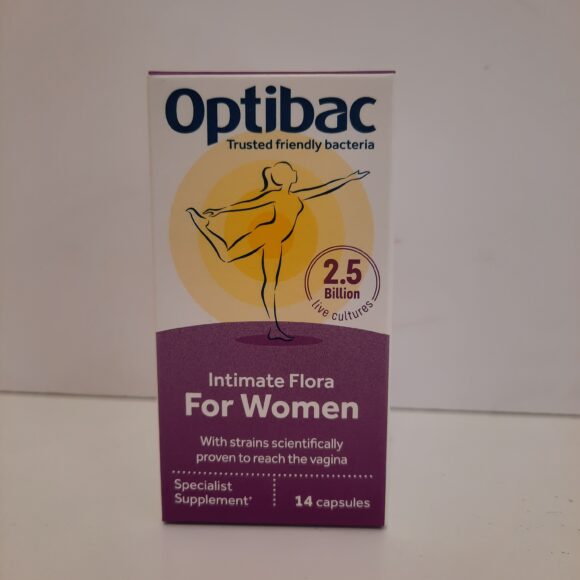 Optibac
Trusted friendly bacteria
2.5
Billion
live cultures
Intimate Flora
For Women
With strains scientifically
proven to reach the vagina
Specialist
Supplement†
14 capsules